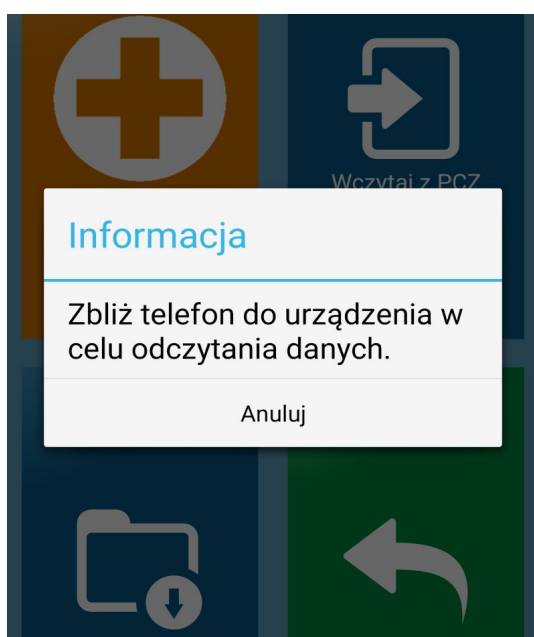 Wczytaj z PCZ
Informacja
Zbliż telefon do urządzenia w
celu odczytania danych.
Anuluj